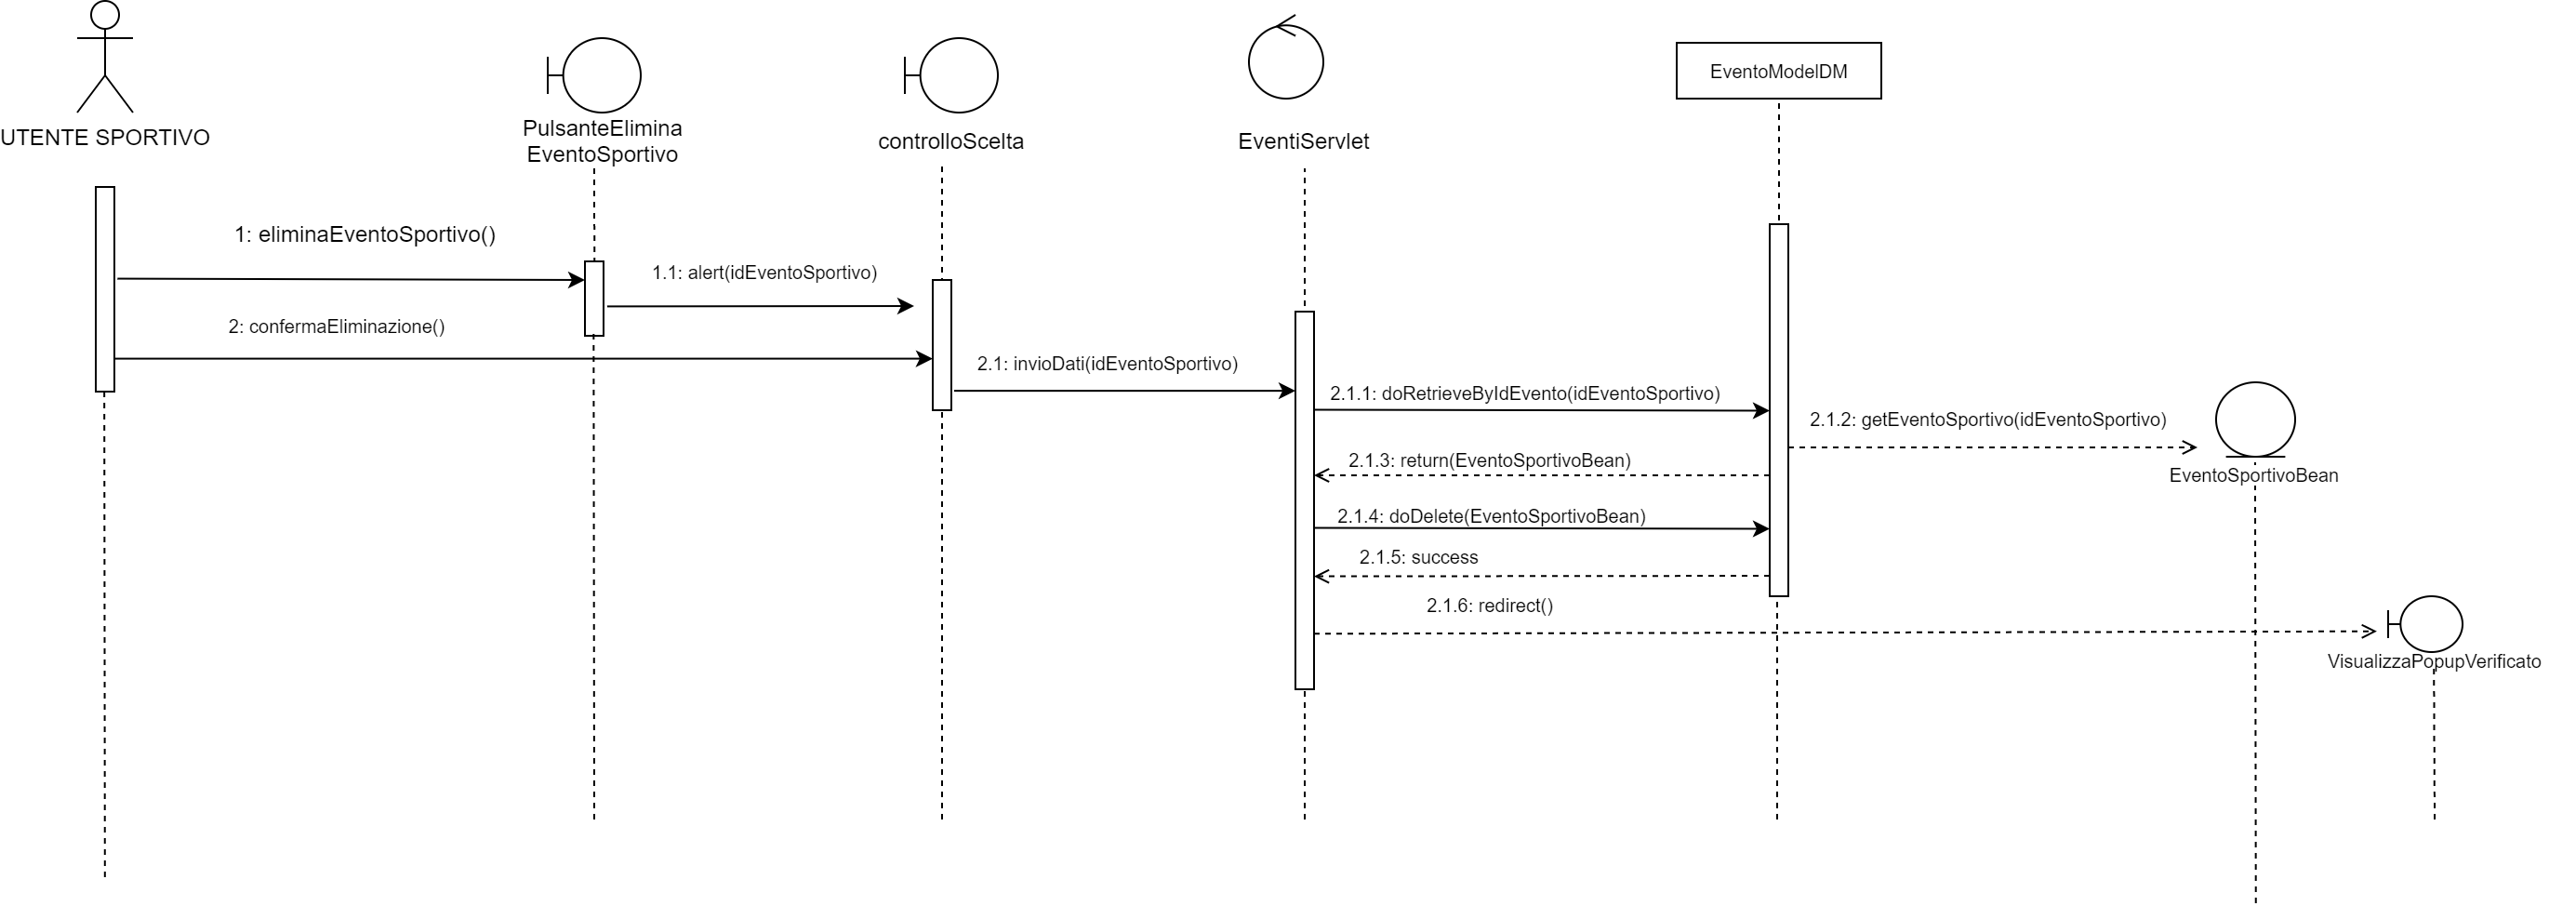 UTENTE SPORTIVO
PulsanteElimina
EventoSportivo
controlloScelta
EventiServlet
EventoModelDM
1: eliminaEventoSportivo()
1.1: alert(idEventoSportivo)
2: confermaEliminazione()
2.1: invioDati(idEventoSportivo)
2.1.1: doRetrieveByIdEvento(idEventoSportivo)
2.1.2: getEventoSportivo(idEventoSportivo)
2.1.3: return(EventoSportivoBean)
EventoSportivoBean
2.1.4: doDelete(EventoSportivoBean)
2.1.5: success
2.1.6: redirect()
VisualizzaPopupVerificato